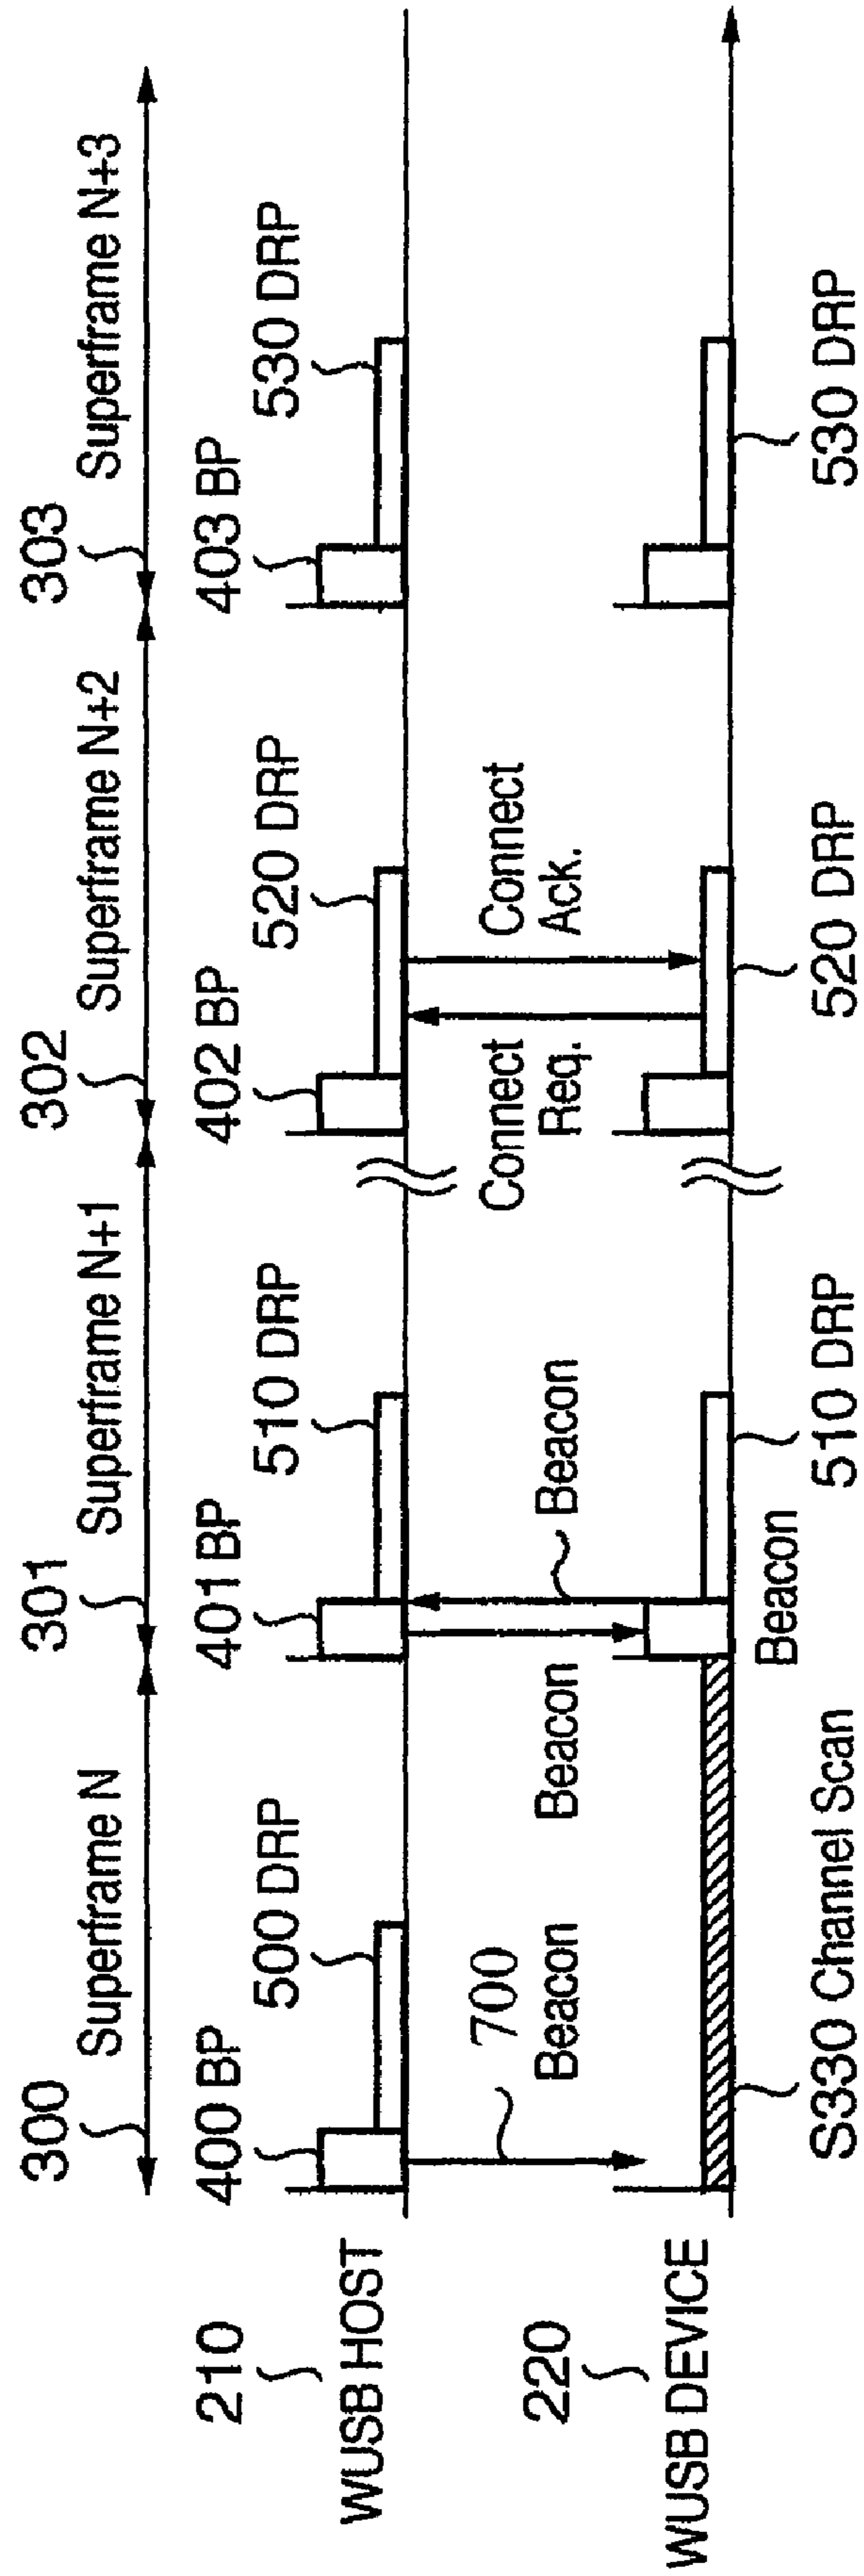 300
301
302
303
Superframe N
Superframe N+1
Superframe N+2
Superframe N+3
400 BP
401 BP
402 BP
403 BP
500 DRP
510 DRP
520 DRP
530 DRP
210
WUSB HOST
700
Beacon
Beacon
Beacon
Connect
Req.
Connect
Ack.
220
WUSB DEVICE
Beacon
S330 Channel Scan
510 DRP
520 DRP
530 DRP